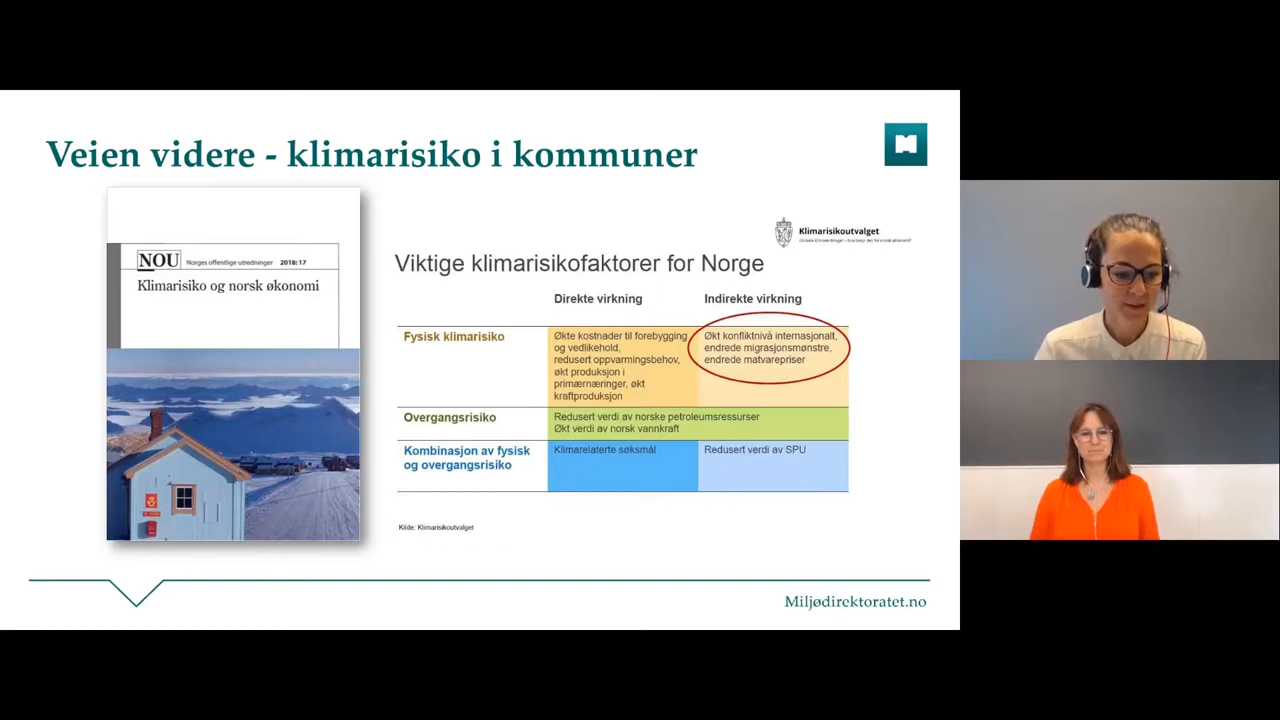 Veien videre - klimarisiko i kommuner
NOU
Norges offentlige utredninger 2018: 17
Klimarisiko og norsk økonomi
Klimarisikoutvalget
Viktige klimarisikofaktorer for Norge
Direkte virkning
Indirekte virkning
Fysisk klimarisiko
Økte kostnader til forebygging
og vedlikehold,
redusert oppvarmingsbehov,
økt produksjon i
primærnæringer, økt
kraftproduksjon
Økt konfliktnivå internasjonalt,
endrede migrasjonsmønstre,
endrede matvarepriser
Overgangsrisiko
Redusert verdi av norske petroleumsressurser
Økt verdi av norsk vannkraft
Kombinasjon av fysisk
og overgangsrisiko
Klimarelaterte søksmål
Redusert verdi av SPU
Kilde: Klimarisikoutvalget
Miljødirektoratet.no